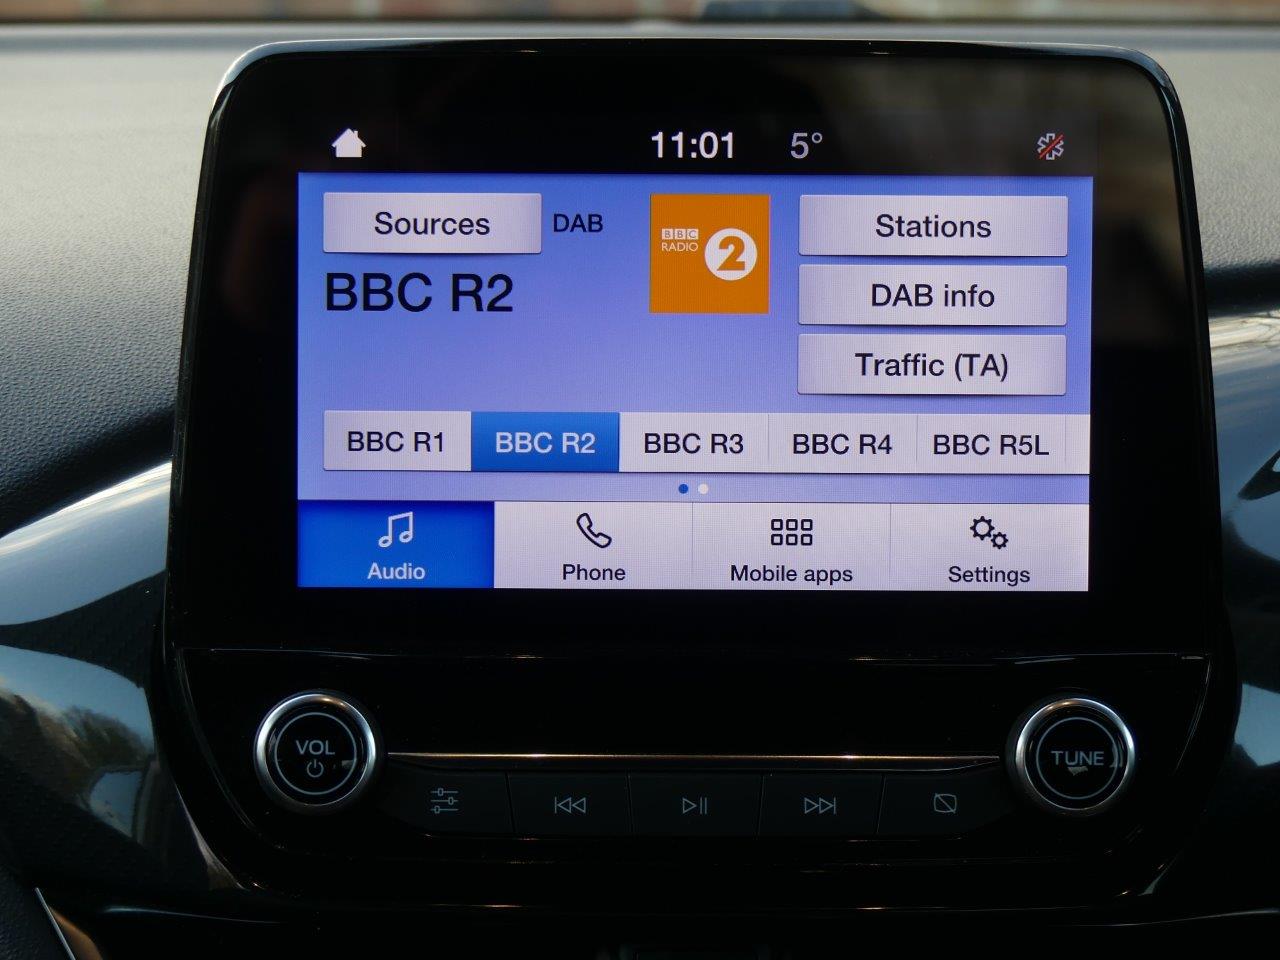 11:01 5°
Sources DAB
BBC
RADIO 2
Stations
BBC R2
DAB info
Traffic (TA)
BBC R1 BBC R2 BBC R3 BBC R4 BBC R5L
Audio Phone Mobile apps Settings
VOL
TUNE